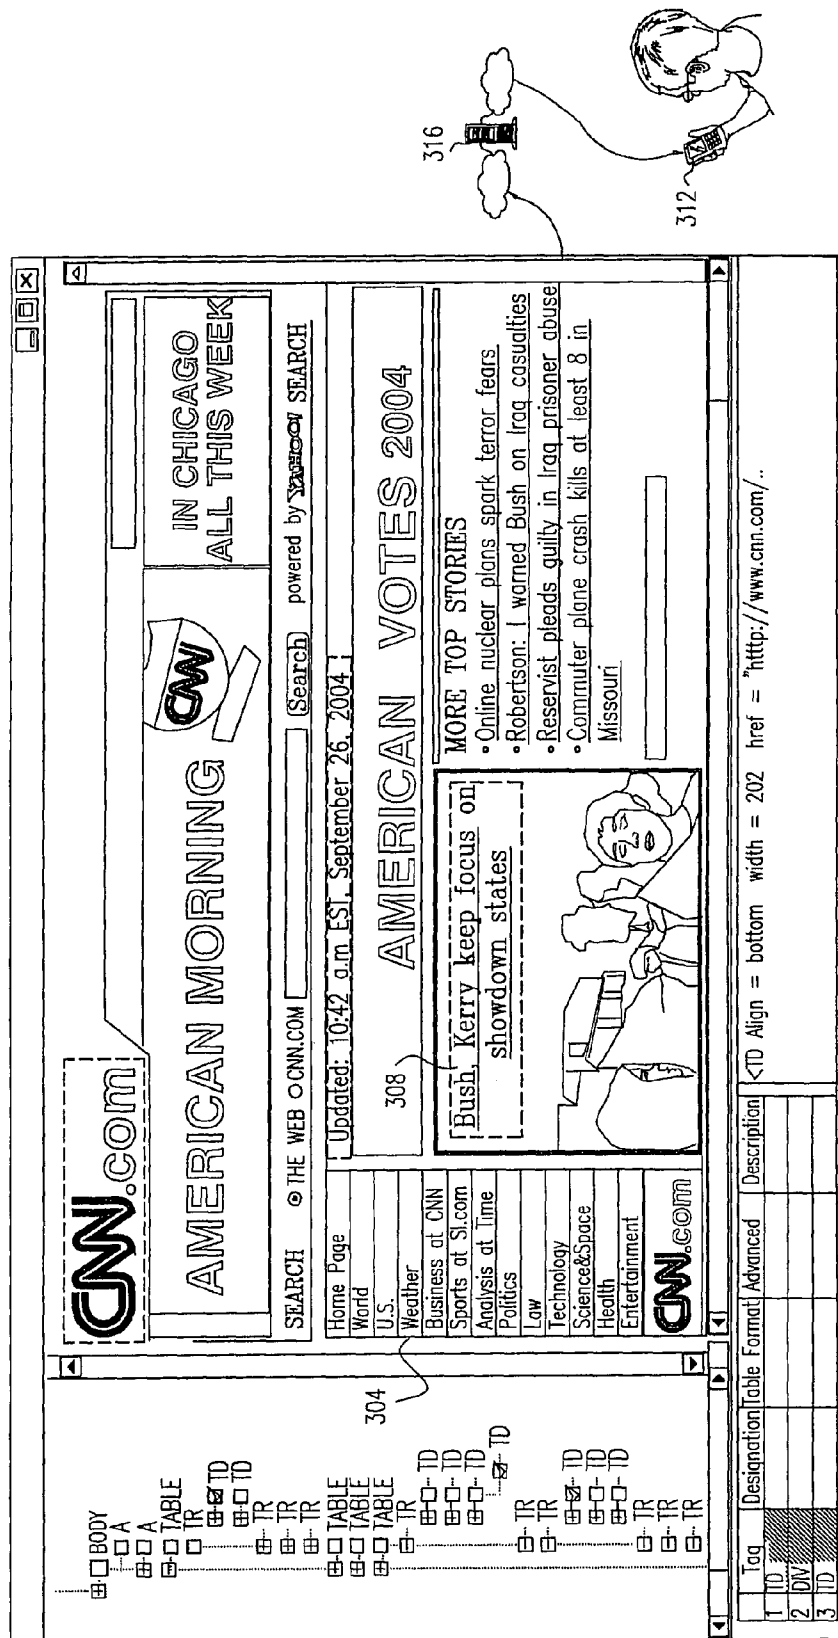 BODY
A
A
TABLE
TR
TD
TD
TR
TR
TR
TABLE
TABLE
TABLE
TR
TD
TD
TD
TD
TR
TR
TD
TD
TD
TR
TR
TR
304
CNN.com
AMERICAN MORNING
CNN
IN CHICAGO
ALL THIS WEEK
SEARCH THE WEB CNN.COM Search powered by YAHOO! SEARCH
Home Page
World
U.S.
Weather
Business at CNN
Sports at SI.com
Analysis at Time
Politics
Law
Technology
Science&Space
Health
Entertainment
CNN.com
Updated: 10:42 a.m EST, September 26, 2004
AMERICAN VOTES 2004
308
Bush, Kerry keep focus on
showdown states
MORE TOP STORIES
• Online nuclear plans spark terror fears
• Robertson: I warned Bush on Iraq casualties
• Reservist pleads guilty in Iraq prisoner abuse
• Commuter plane crash kills at least 8 in
Missouri
316
312
Tag Designation Table Format Advanced Description
1 TD
2 DIV
3 TD
<TD Align = bottom width = 202 href = "htttp://www.cnn.com/..